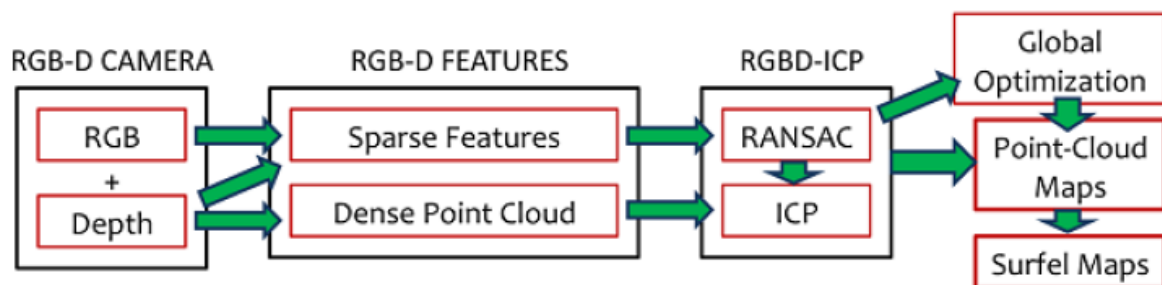 RGB-D CAMERA
RGB
+
Depth
RGB-D FEATURES
Sparse Features
Dense Point Cloud
RGBD-ICP
RANSAC
ICP
Global
Optimization
Point-Cloud
Maps
Surfel Maps